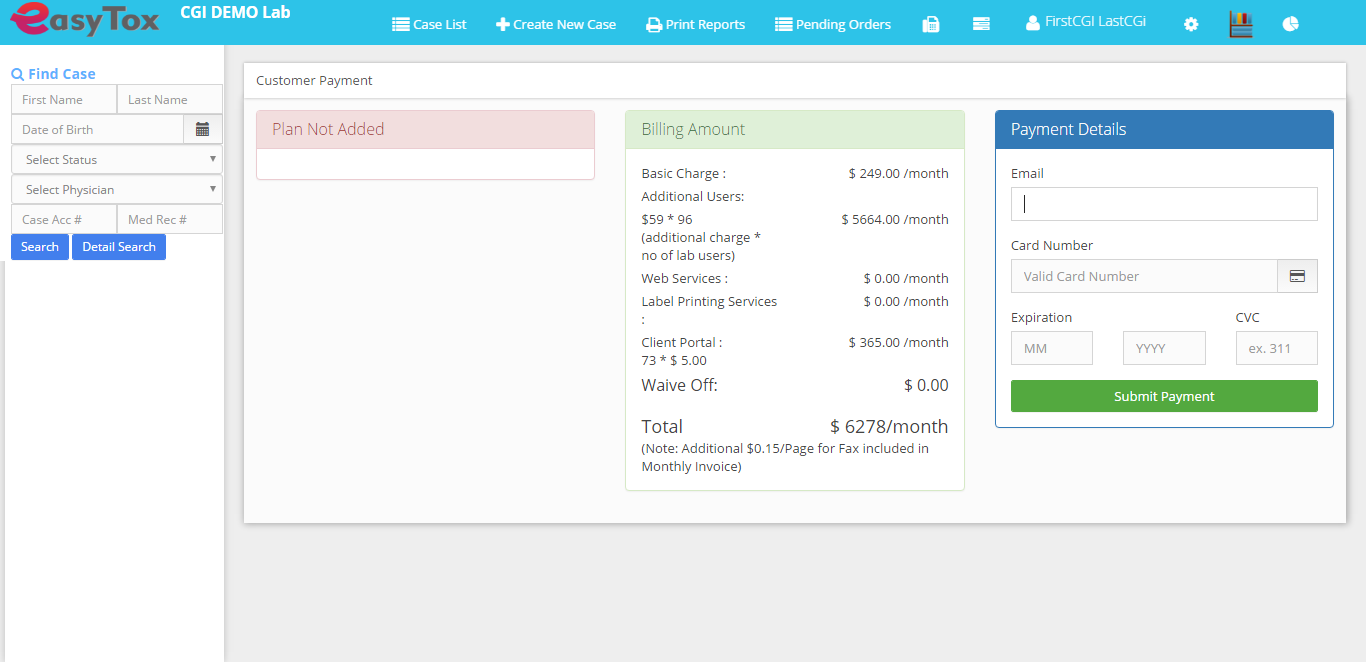 easyTox
CGI DEMO Lab
Case List
Create New Case
Print Reports
Pending Orders
FirstCGI LastCGi
Find Case
First Name
Last Name
Date of Birth
Select Status
Select Physician
Case Acc #
Med Rec #
Search
Detail Search
Customer Payment
Plan Not Added
Billing Amount
Basic Charge : $ 249.00 /month
Additional Users:
$59 * 96 $ 5664.00 /month
(additional charge *
no of lab users)
Web Services : $ 0.00 /month
Label Printing Services $ 0.00 /month
:
Client Portal : $ 365.00 /month
73 * $ 5.00
Waive Off: $ 0.00
Total $ 6278/month
(Note: Additional $0.15/Page for Fax included in
Monthly Invoice)
Payment Details
Email
Card Number
Valid Card Number
Expiration CVC
MM YYYY ex. 311
Submit Payment